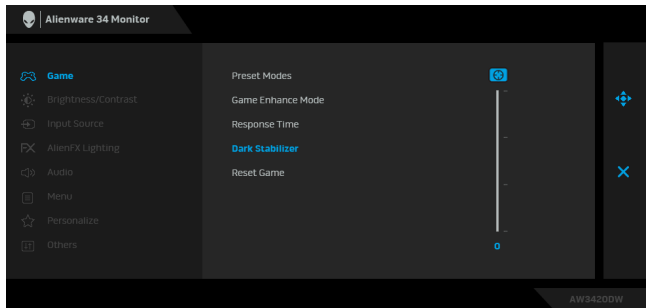 Alienware 34 Monitor
Game
Brightness/Contrast
Input Source
AlienFX Lighting
Audio
Menu
Personalize
Others
Preset Modes
Game Enhance Mode
Response Time
Dark Stabilizer
Reset Game
0
AW3420DW